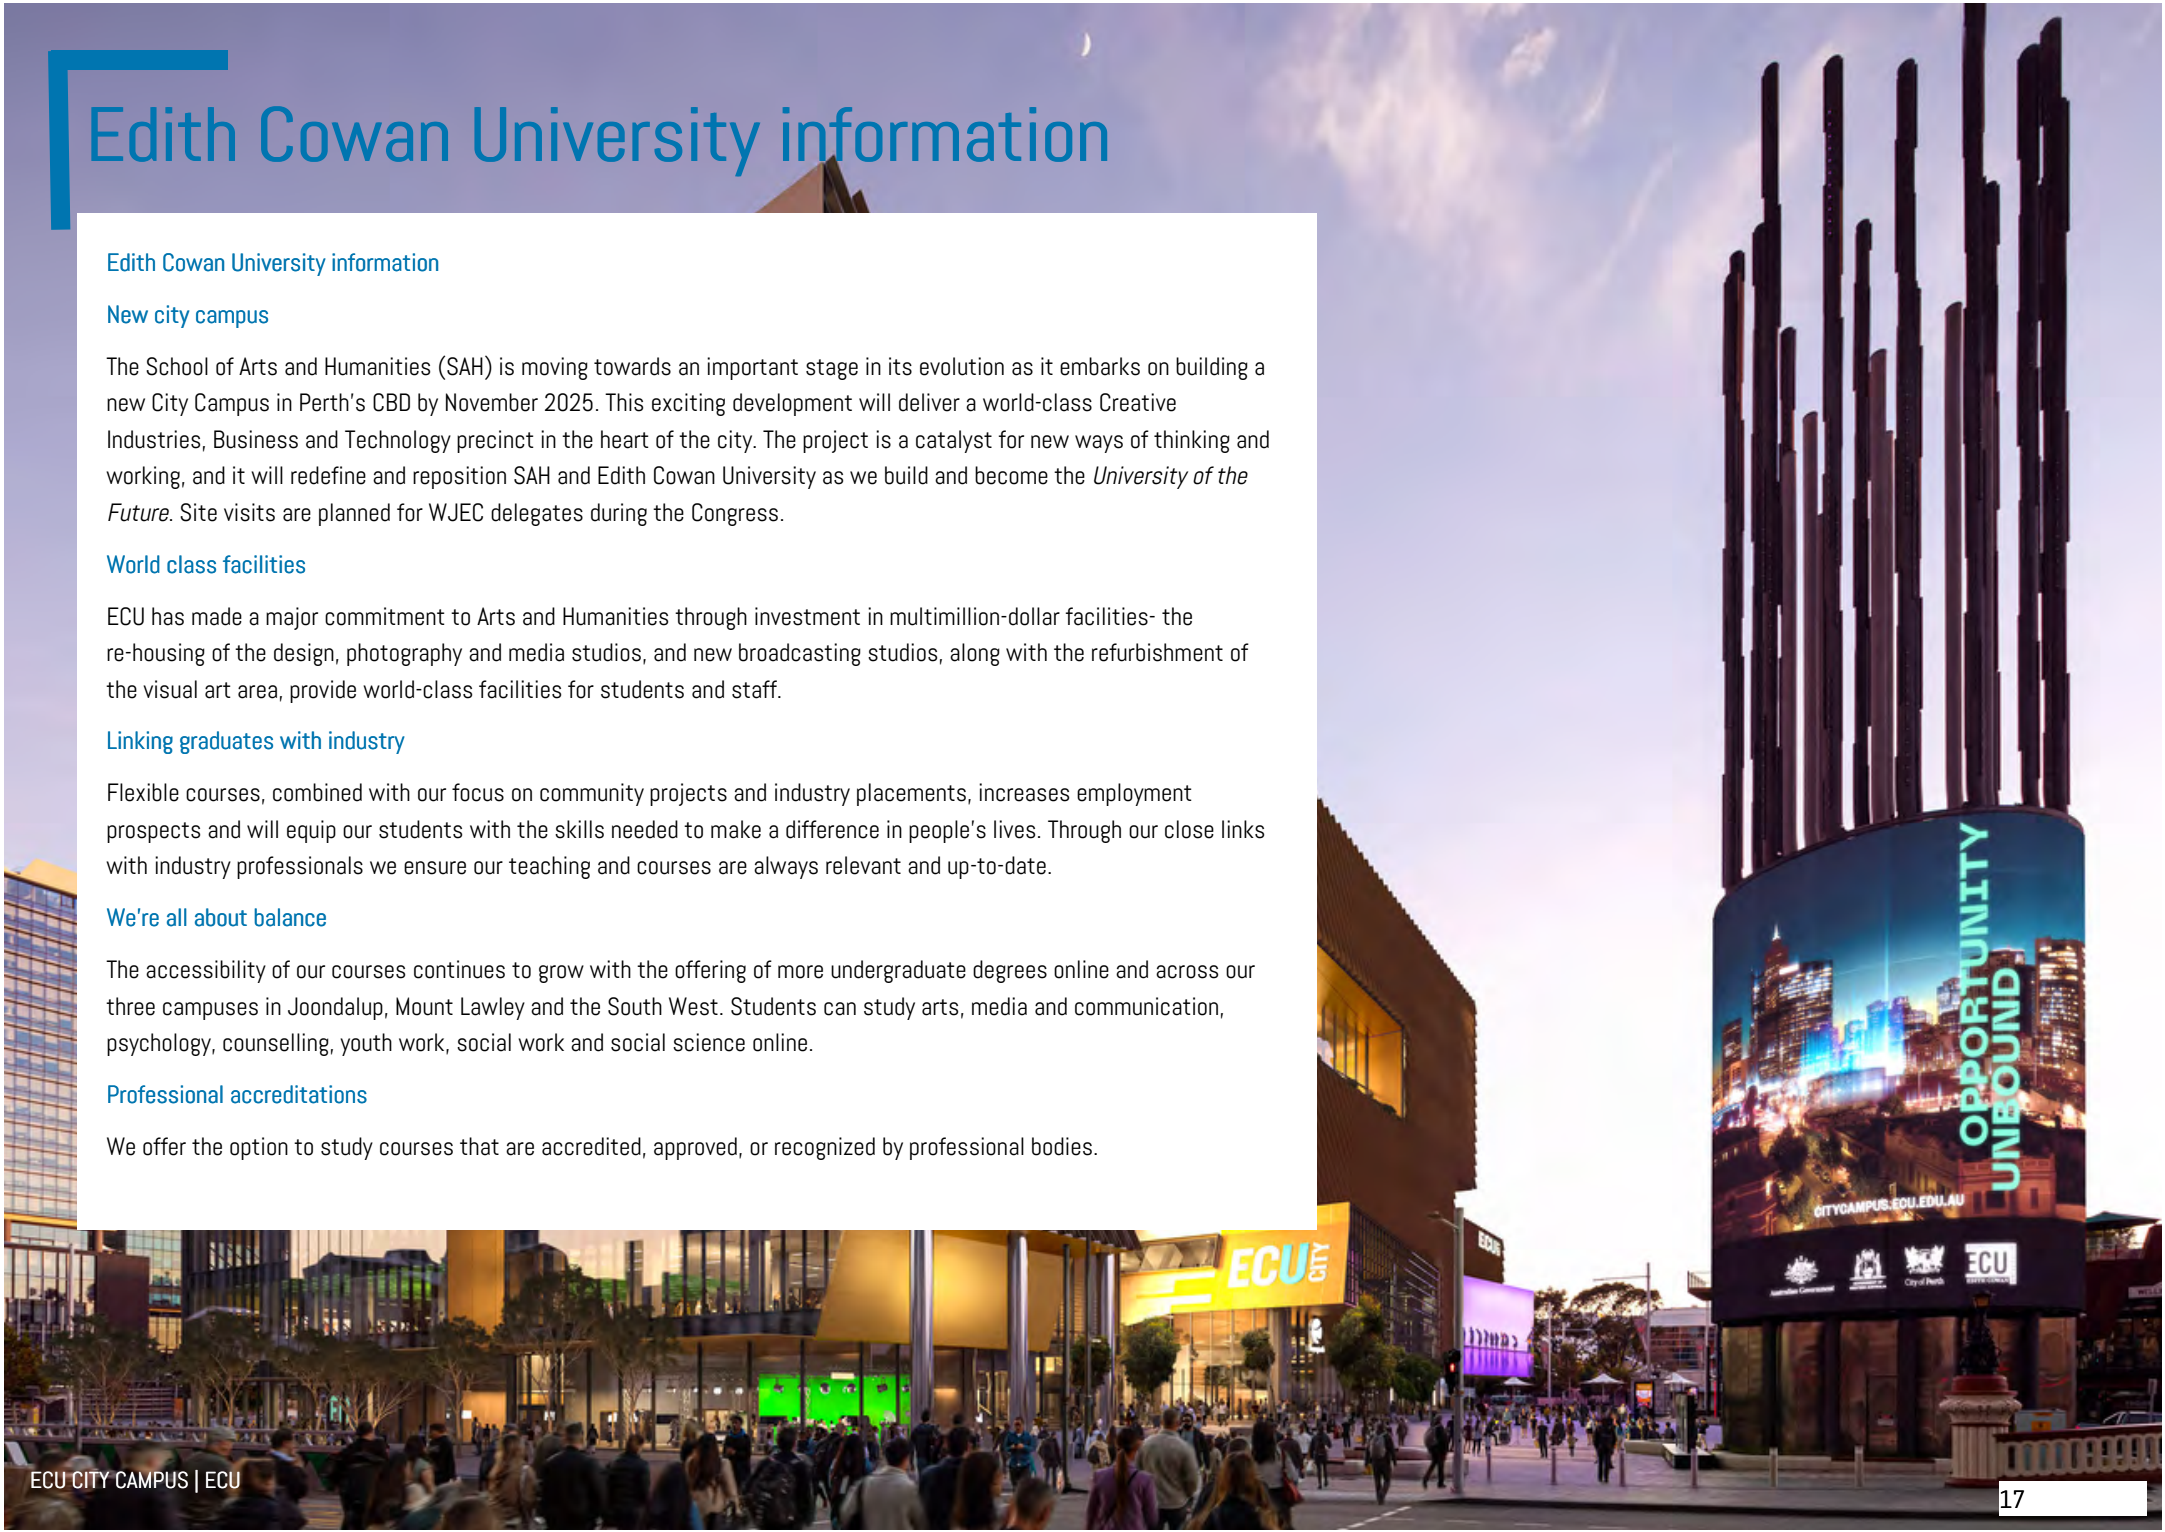 Edith Cowan University information
Edith Cowan University information
New city campus
The School of Arts and Humanities (SAH) is moving towards an important stage in its evolution as it embarks on building a
new City Campus in Perth's CBD by November 2025. This exciting development will deliver a world-class Creative
Industries, Business and Technology precinct in the heart of the city. The project is a catalyst for new ways of thinking and
working, and it will redefine and reposition SAH and Edith Cowan University as we build and become the University of the
Future. Site visits are planned for WJEC delegates during the Congress.
World class facilities
ECU has made a major commitment to Arts and Humanities through investment in multimillion-dollar facilities- the
re-housing of the design, photography and media studios, and new broadcasting studios, along with the refurbishment of
the visual art area, provide world-class facilities for students and staff.
Linking graduates with industry
Flexible courses, combined with our focus on community projects and industry placements, increases employment
prospects and will equip our students with the skills needed to make a difference in people's lives. Through our close links
with industry professionals we ensure our teaching and courses are always relevant and up-to-date.
We're all about balance
The accessibility of our courses continues to grow with the offering of more undergraduate degrees online and across our
three campuses in Joondalup, Mount Lawley and the South West. Students can study arts, media and communication,
psychology, counselling, youth work, social work and social science online.
Professional accreditations
We offer the option to study courses that are accredited, approved, or recognized by professional bodies.
OPPORTUNITY
UNBOUND
CITYCAMPUS.ECU.EDU.AU
Australian Government
City of Perth
ECU
EDITH COWAN
ECU CITY
ECU CITY CAMPUS | ECU
17